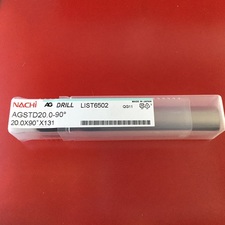 NACHi AG DRILL LIST6502
AGSTD20.0-90°
20.0X90°X131